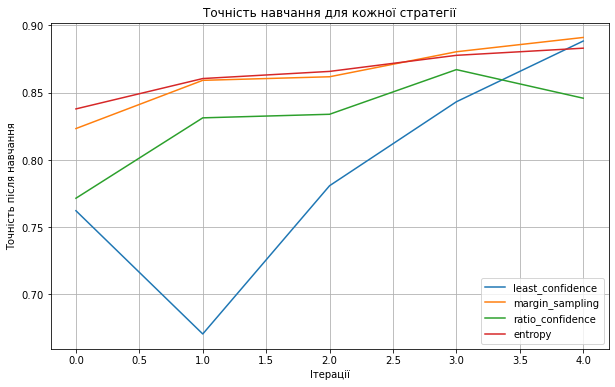 Точність навчання для кожної стратегії
Точність після навчання
0.90
0.85
0.80
0.75
0.70
0.0 0.5 1.0 1.5 2.0 2.5 3.0 3.5 4.0
Ітерації
least_confidence
margin_sampling
ratio_confidence
entropy